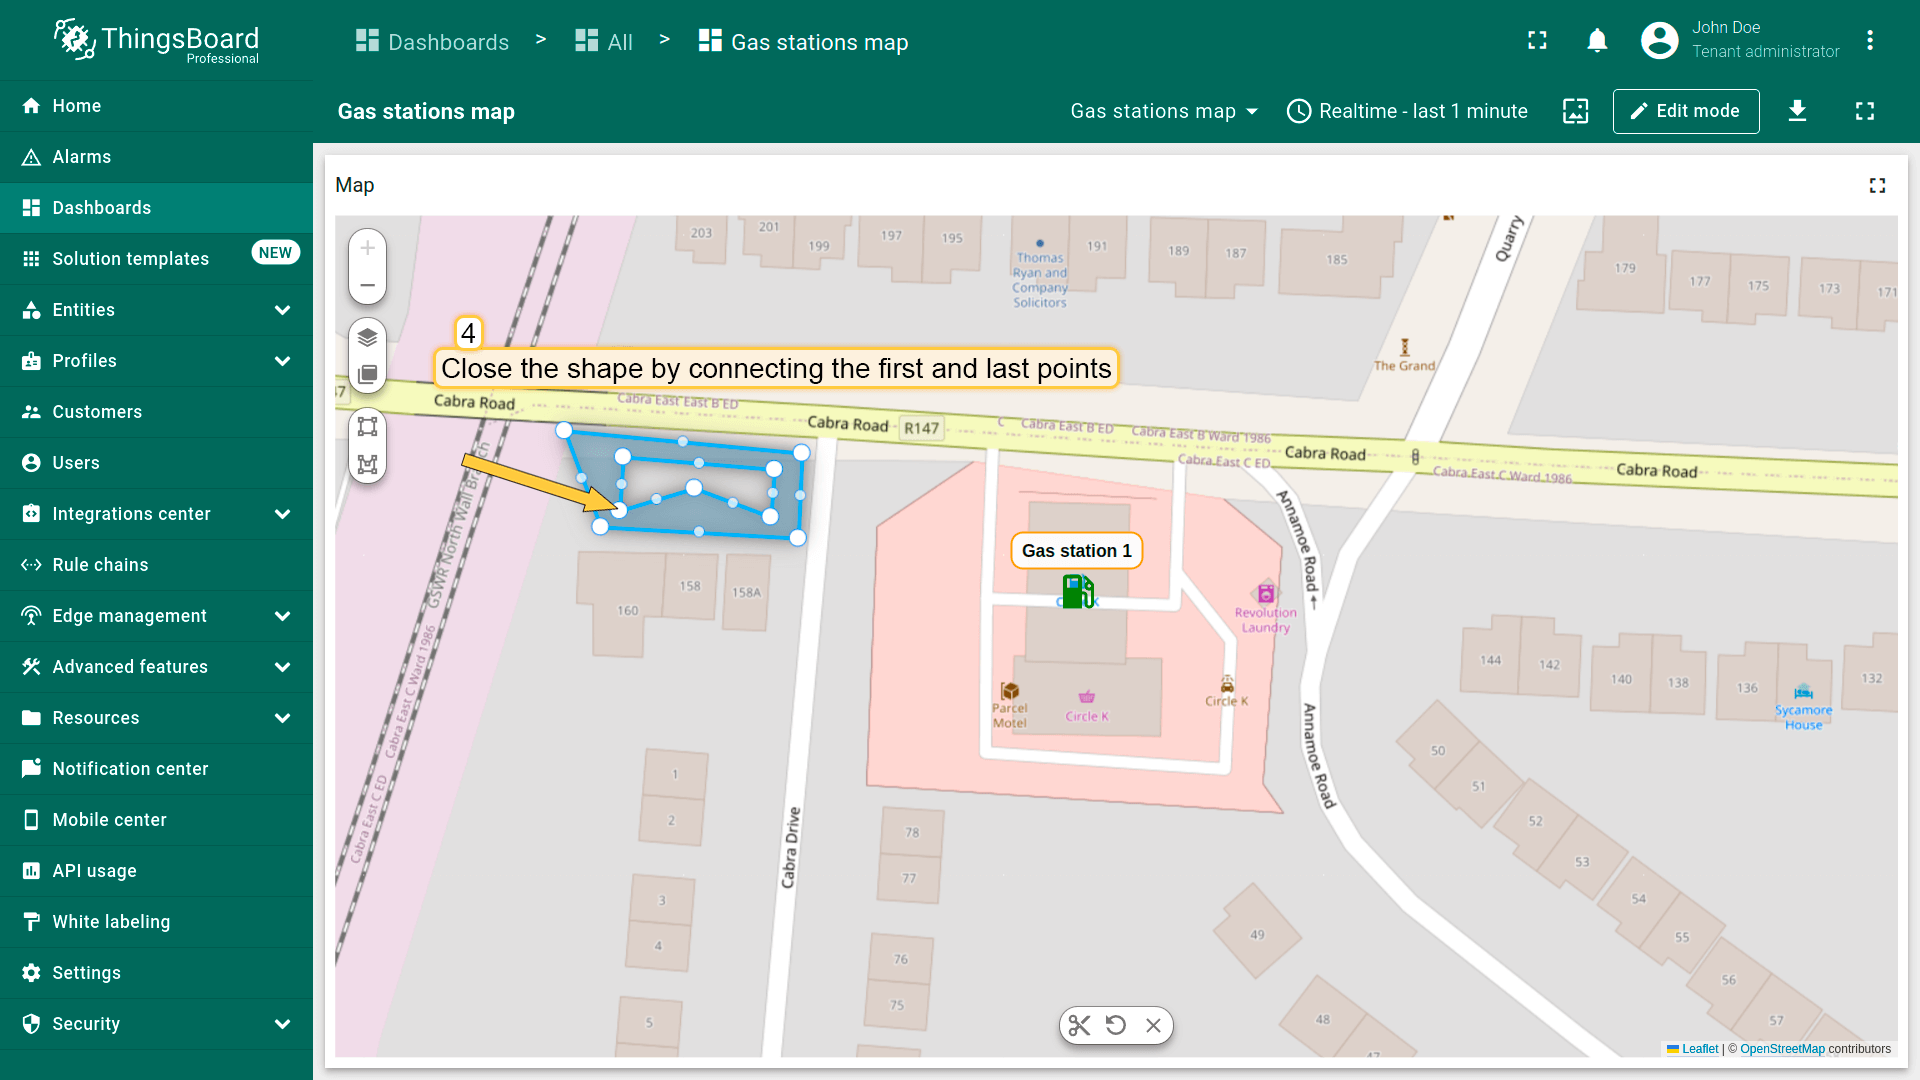 ThingsBoard
Professional
Dashboards > All > Gas stations map
John Doe
Tenant administrator
Gas stations map
Gas stations map
Realtime - last 1 minute
Edit mode
Home
Alarms
Dashboards
Solution templates
NEW
Entities
Profiles
Customers
Users
Integrations center
Rule chains
Edge management
Advanced features
Resources
Notification center
Mobile center
API usage
White labeling
Settings
Security
Map
+
−
4
Close the shape by connecting the first and last points
203
201
199
197
195
Thomas
Ryan and
Company
Solicitors
191
189
187
185
Quarry
179
177
175
173
171
The Grand
Cabra Road
Cabra East East B ED
Cabra Road
R147
Cabra East B ED
Cabra East B Ward 1986
Cabra East C ED
Cabra Road
Cabra East C Ward 1986
Cabra Road
GSWR North Wall Branch
Cabra East C Ward 1986
Cabra East C ED
160
158
158A
Gas station 1
Annamoe Road
Revolution
Laundry
Parcel
Motel
Circle K
Circle K
Annamoe Road
144
142
140
138
136
132
Sycamore
House
1
2
3
4
5
Cabra Drive
78
77
76
75
50
51
52
53
54
55
56
57
49
48
47
Leaflet | © OpenStreetMap contributors